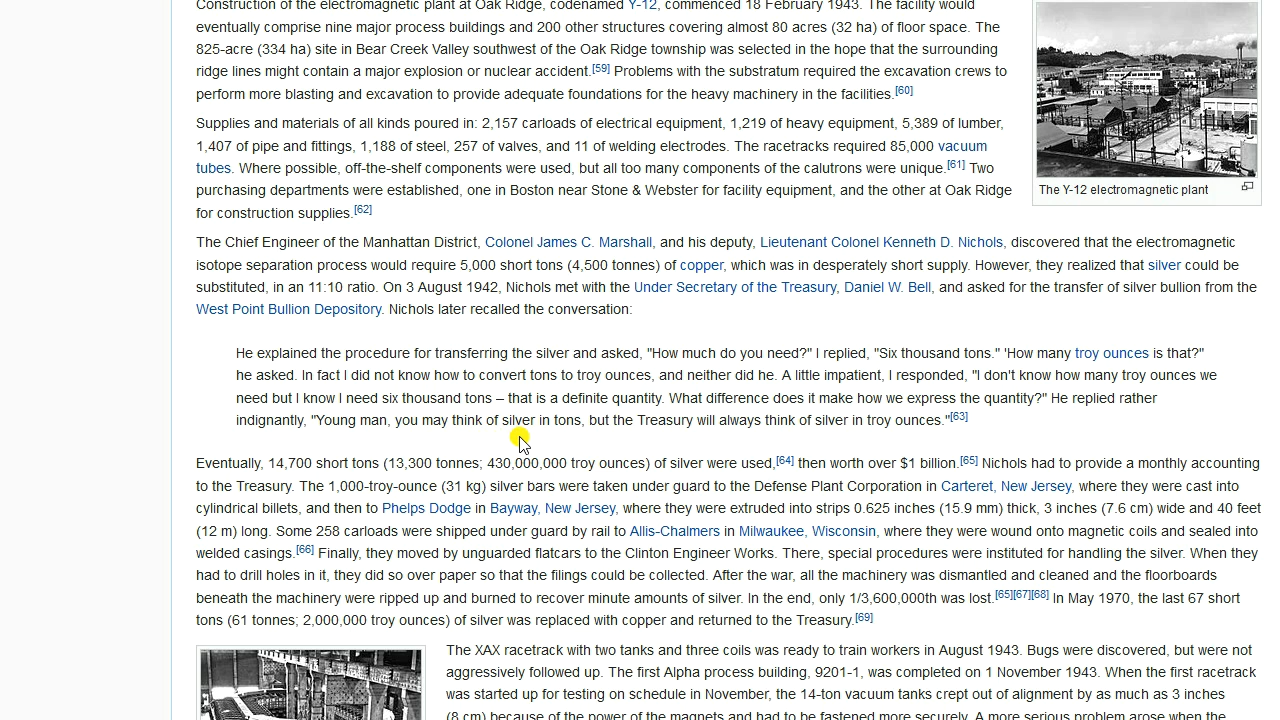 Construction of the electromagnetic plant at Oak Ridge, codenamed Y-12, commenced 18 February 1943. The facility would
eventually comprise nine major process buildings and 200 other structures covering almost 80 acres (32 ha) of floor space. The
825-acre (334 ha) site in Bear Creek Valley southwest of the Oak Ridge township was selected in the hope that the surrounding
ridge lines might contain a major explosion or nuclear accident.[59] Problems with the substratum required the excavation crews to
perform more blasting and excavation to provide adequate foundations for the heavy machinery in the facilities.[60]
Supplies and materials of all kinds poured in: 2,157 carloads of electrical equipment, 1,219 of heavy equipment, 5,389 of lumber,
1,407 of pipe and fittings, 1,188 of steel, 257 of valves, and 11 of welding electrodes. The racetracks required 85,000 vacuum
tubes. Where possible, off-the-shelf components were used, but all too many components of the calutrons were unique.[61] Two
purchasing departments were established, one in Boston near Stone & Webster for facility equipment, and the other at Oak Ridge
for construction supplies.[62]
The Y-12 electromagnetic plant
The Chief Engineer of the Manhattan District, Colonel James C. Marshall, and his deputy, Lieutenant Colonel Kenneth D. Nichols, discovered that the electromagnetic
isotope separation process would require 5,000 short tons (4,500 tonnes) of copper, which was in desperately short supply. However, they realized that silver could be
substituted, in an 11:10 ratio. On 3 August 1942, Nichols met with the Under Secretary of the Treasury, Daniel W. Bell, and asked for the transfer of silver bullion from the
West Point Bullion Depository. Nichols later recalled the conversation:
He explained the procedure for transferring the silver and asked, "How much do you need?" I replied, "Six thousand tons." 'How many troy ounces is that?"
he asked. In fact I did not know how to convert tons to troy ounces, and neither did he. A little impatient, I responded, "I don't know how many troy ounces we
need but I know I need six thousand tons – that is a definite quantity. What difference does it make how we express the quantity?" He replied rather
indignantly, "Young man, you may think of silver in tons, but the Treasury will always think of silver in troy ounces."[63]
Eventually, 14,700 short tons (13,300 tonnes; 430,000,000 troy ounces) of silver were used,[64] then worth over $1 billion.[65] Nichols had to provide a monthly accounting
to the Treasury. The 1,000-troy-ounce (31 kg) silver bars were taken under guard to the Defense Plant Corporation in Carteret, New Jersey, where they were cast into
cylindrical billets, and then to Phelps Dodge in Bayway, New Jersey, where they were extruded into strips 0.625 inches (15.9 mm) thick, 3 inches (7.6 cm) wide and 40 feet
(12 m) long. Some 258 carloads were shipped under guard by rail to Allis-Chalmers in Milwaukee, Wisconsin, where they were wound onto magnetic coils and sealed into
welded casings.[66] Finally, they moved by unguarded flatcars to the Clinton Engineer Works. There, special procedures were instituted for handling the silver. When they
had to drill holes in it, they did so over paper so that the filings could be collected. After the war, all the machinery was dismantled and cleaned and the floorboards
beneath the machinery were ripped up and burned to recover minute amounts of silver. In the end, only 1/3,600,000th was lost.[65][67][68] In May 1970, the last 67 short
tons (61 tonnes; 2,000,000 troy ounces) of silver was replaced with copper and returned to the Treasury.[69]
The XAX racetrack with two tanks and three coils was ready to train workers in August 1943. Bugs were discovered, but were not
aggressively followed up. The first Alpha process building, 9201-1, was completed on 1 November 1943. When the first racetrack
was started up for testing on schedule in November, the 14-ton vacuum tanks crept out of alignment by as much as 3 inches
(8 cm) because of the power of the magnets and had to be fastened more securely. A more serious problem arose when the